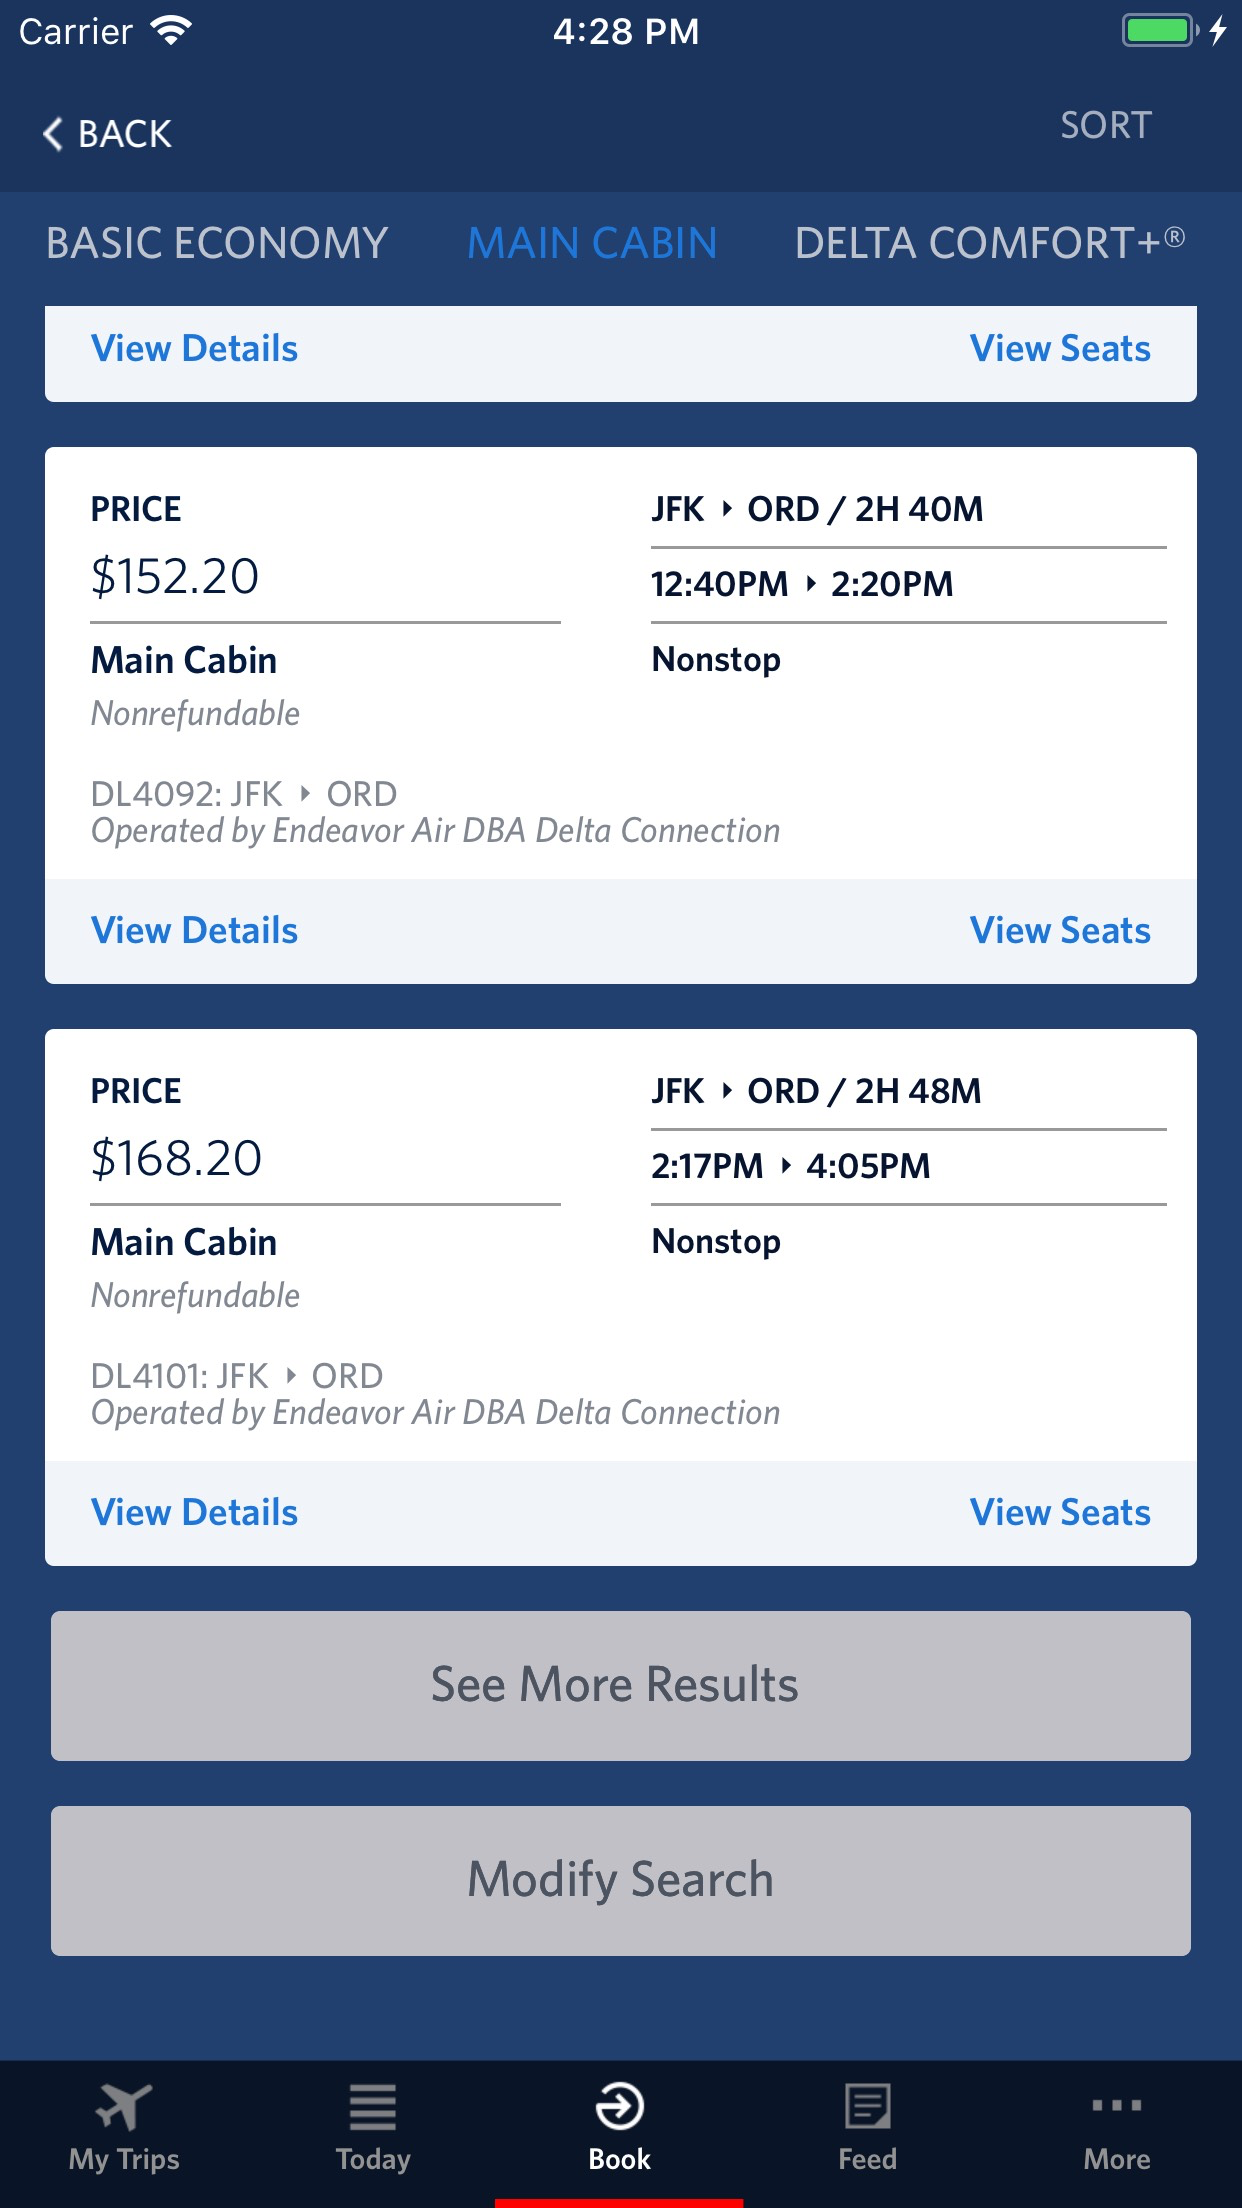 Carrier 4:28 PM
BACK SORT
BASIC ECONOMY MAIN CABIN DELTA COMFORT+®
View Details View Seats
PRICE
$152.20
Main Cabin
Nonrefundable
JFK ▸ ORD / 2H 40M
12:40PM ▸ 2:20PM
Nonstop
DL4092: JFK ▸ ORD
Operated by Endeavor Air DBA Delta Connection
View Details View Seats
PRICE
$168.20
Main Cabin
Nonrefundable
JFK ▸ ORD / 2H 48M
2:17PM ▸ 4:05PM
Nonstop
DL4101: JFK ▸ ORD
Operated by Endeavor Air DBA Delta Connection
View Details View Seats
See More Results
Modify Search
My Trips Today Book Feed More